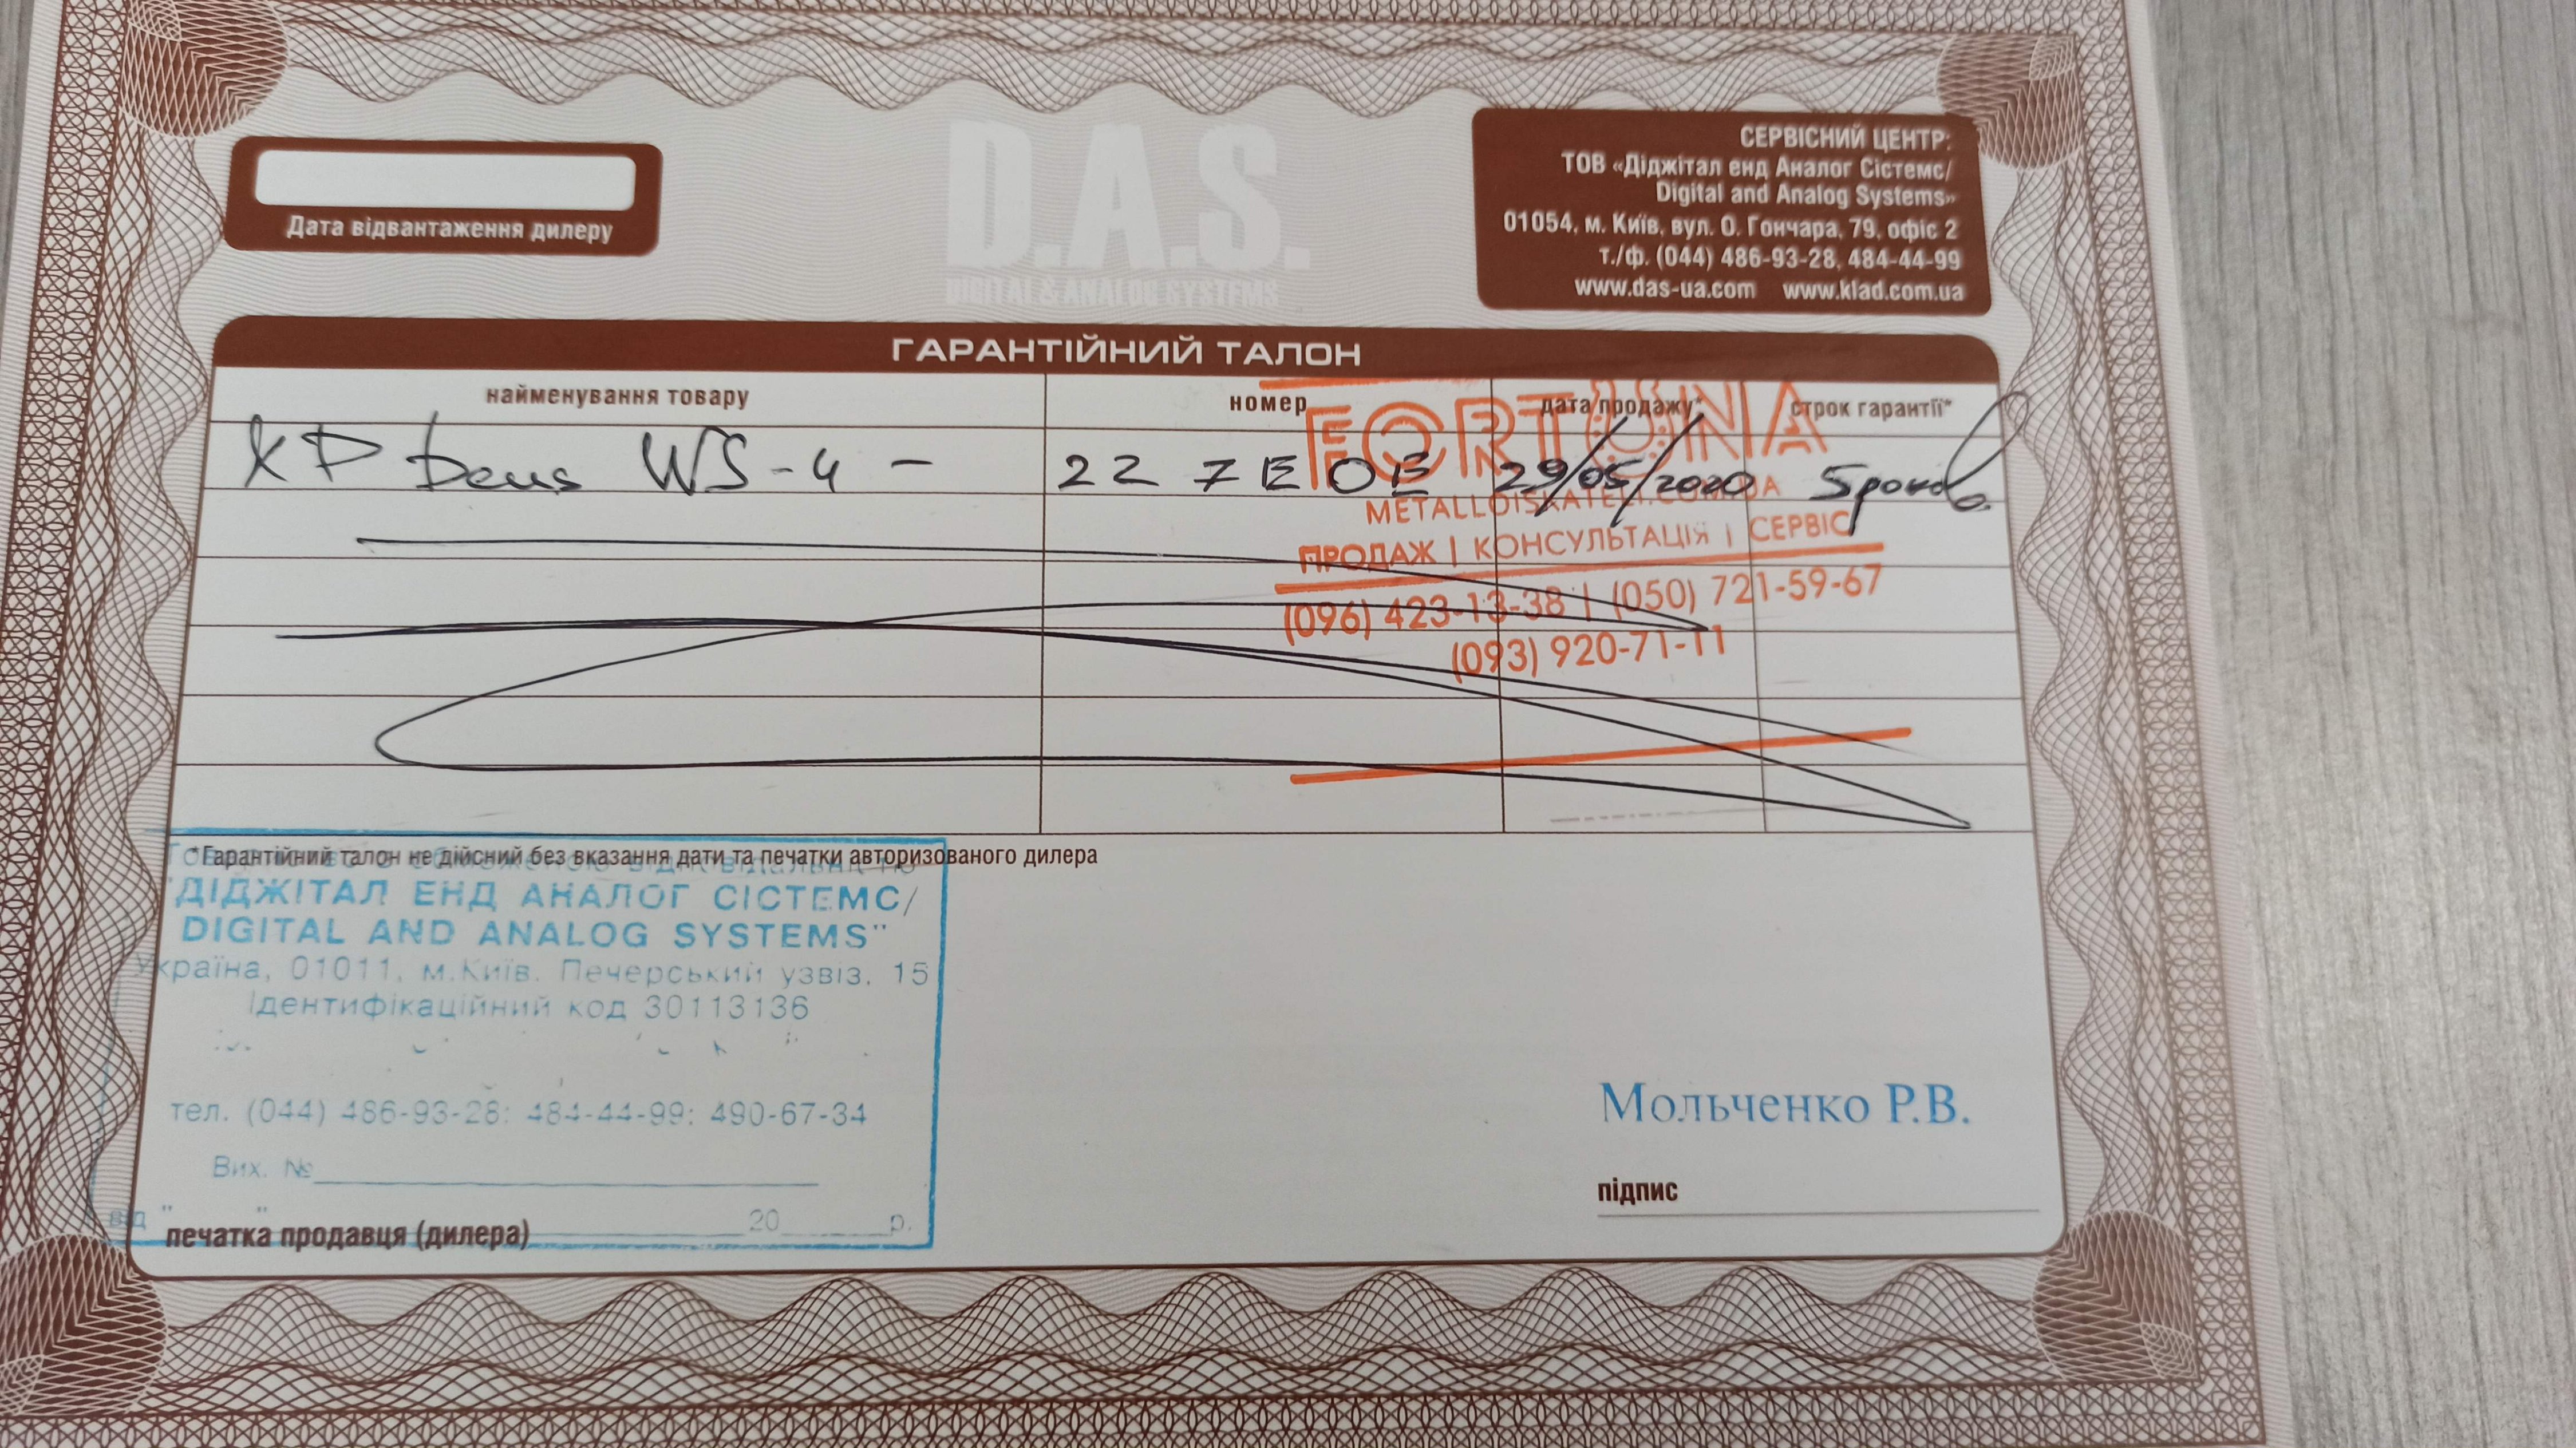 D.A.S.
DIGITAL & ANALOG SYSTEMS
Дата відвантаження дилеру
СЕРВІСНИЙ ЦЕНТР:
ТОВ «Діджітал енд Аналог Сістемс/
Digital and Analog Systems»
01054, м. Київ, вул. О. Гончара, 79, офіс 2
т./ф. (044) 486-93-28, 484-44-99
www.das-ua.com www.klad.com.ua
ГАРАНТІЙНИЙ ТАЛОН
найменування товару номер дата продажу* строк гарантії*
XP Deus WS-4 - 22 7E0E 29/05/2020 5 років
FORTUNA
METALLOISKATELI.COM.UA
ПРОДАЖ | КОНСУЛЬТАЦІЯ | СЕРВІС
(096) 423-13-38 | (050) 721-59-67
(093) 920-71-11
*Гарантійний талон не дійсний без вказання дати та печатки авторизованого дилера
"ДІДЖІТАЛ ЕНД АНАЛОГ СІСТЕМС/
DIGITAL AND ANALOG SYSTEMS"
Україна, 01011, м.Київ. Печерський узвіз, 15
Ідентифікаційний код 30113136
тел. (044) 486-93-28; 484-44-99; 490-67-34
Вих. №
від " " 20 р.
печатка продавця (дилера)
Мольченко Р.В.
підпис